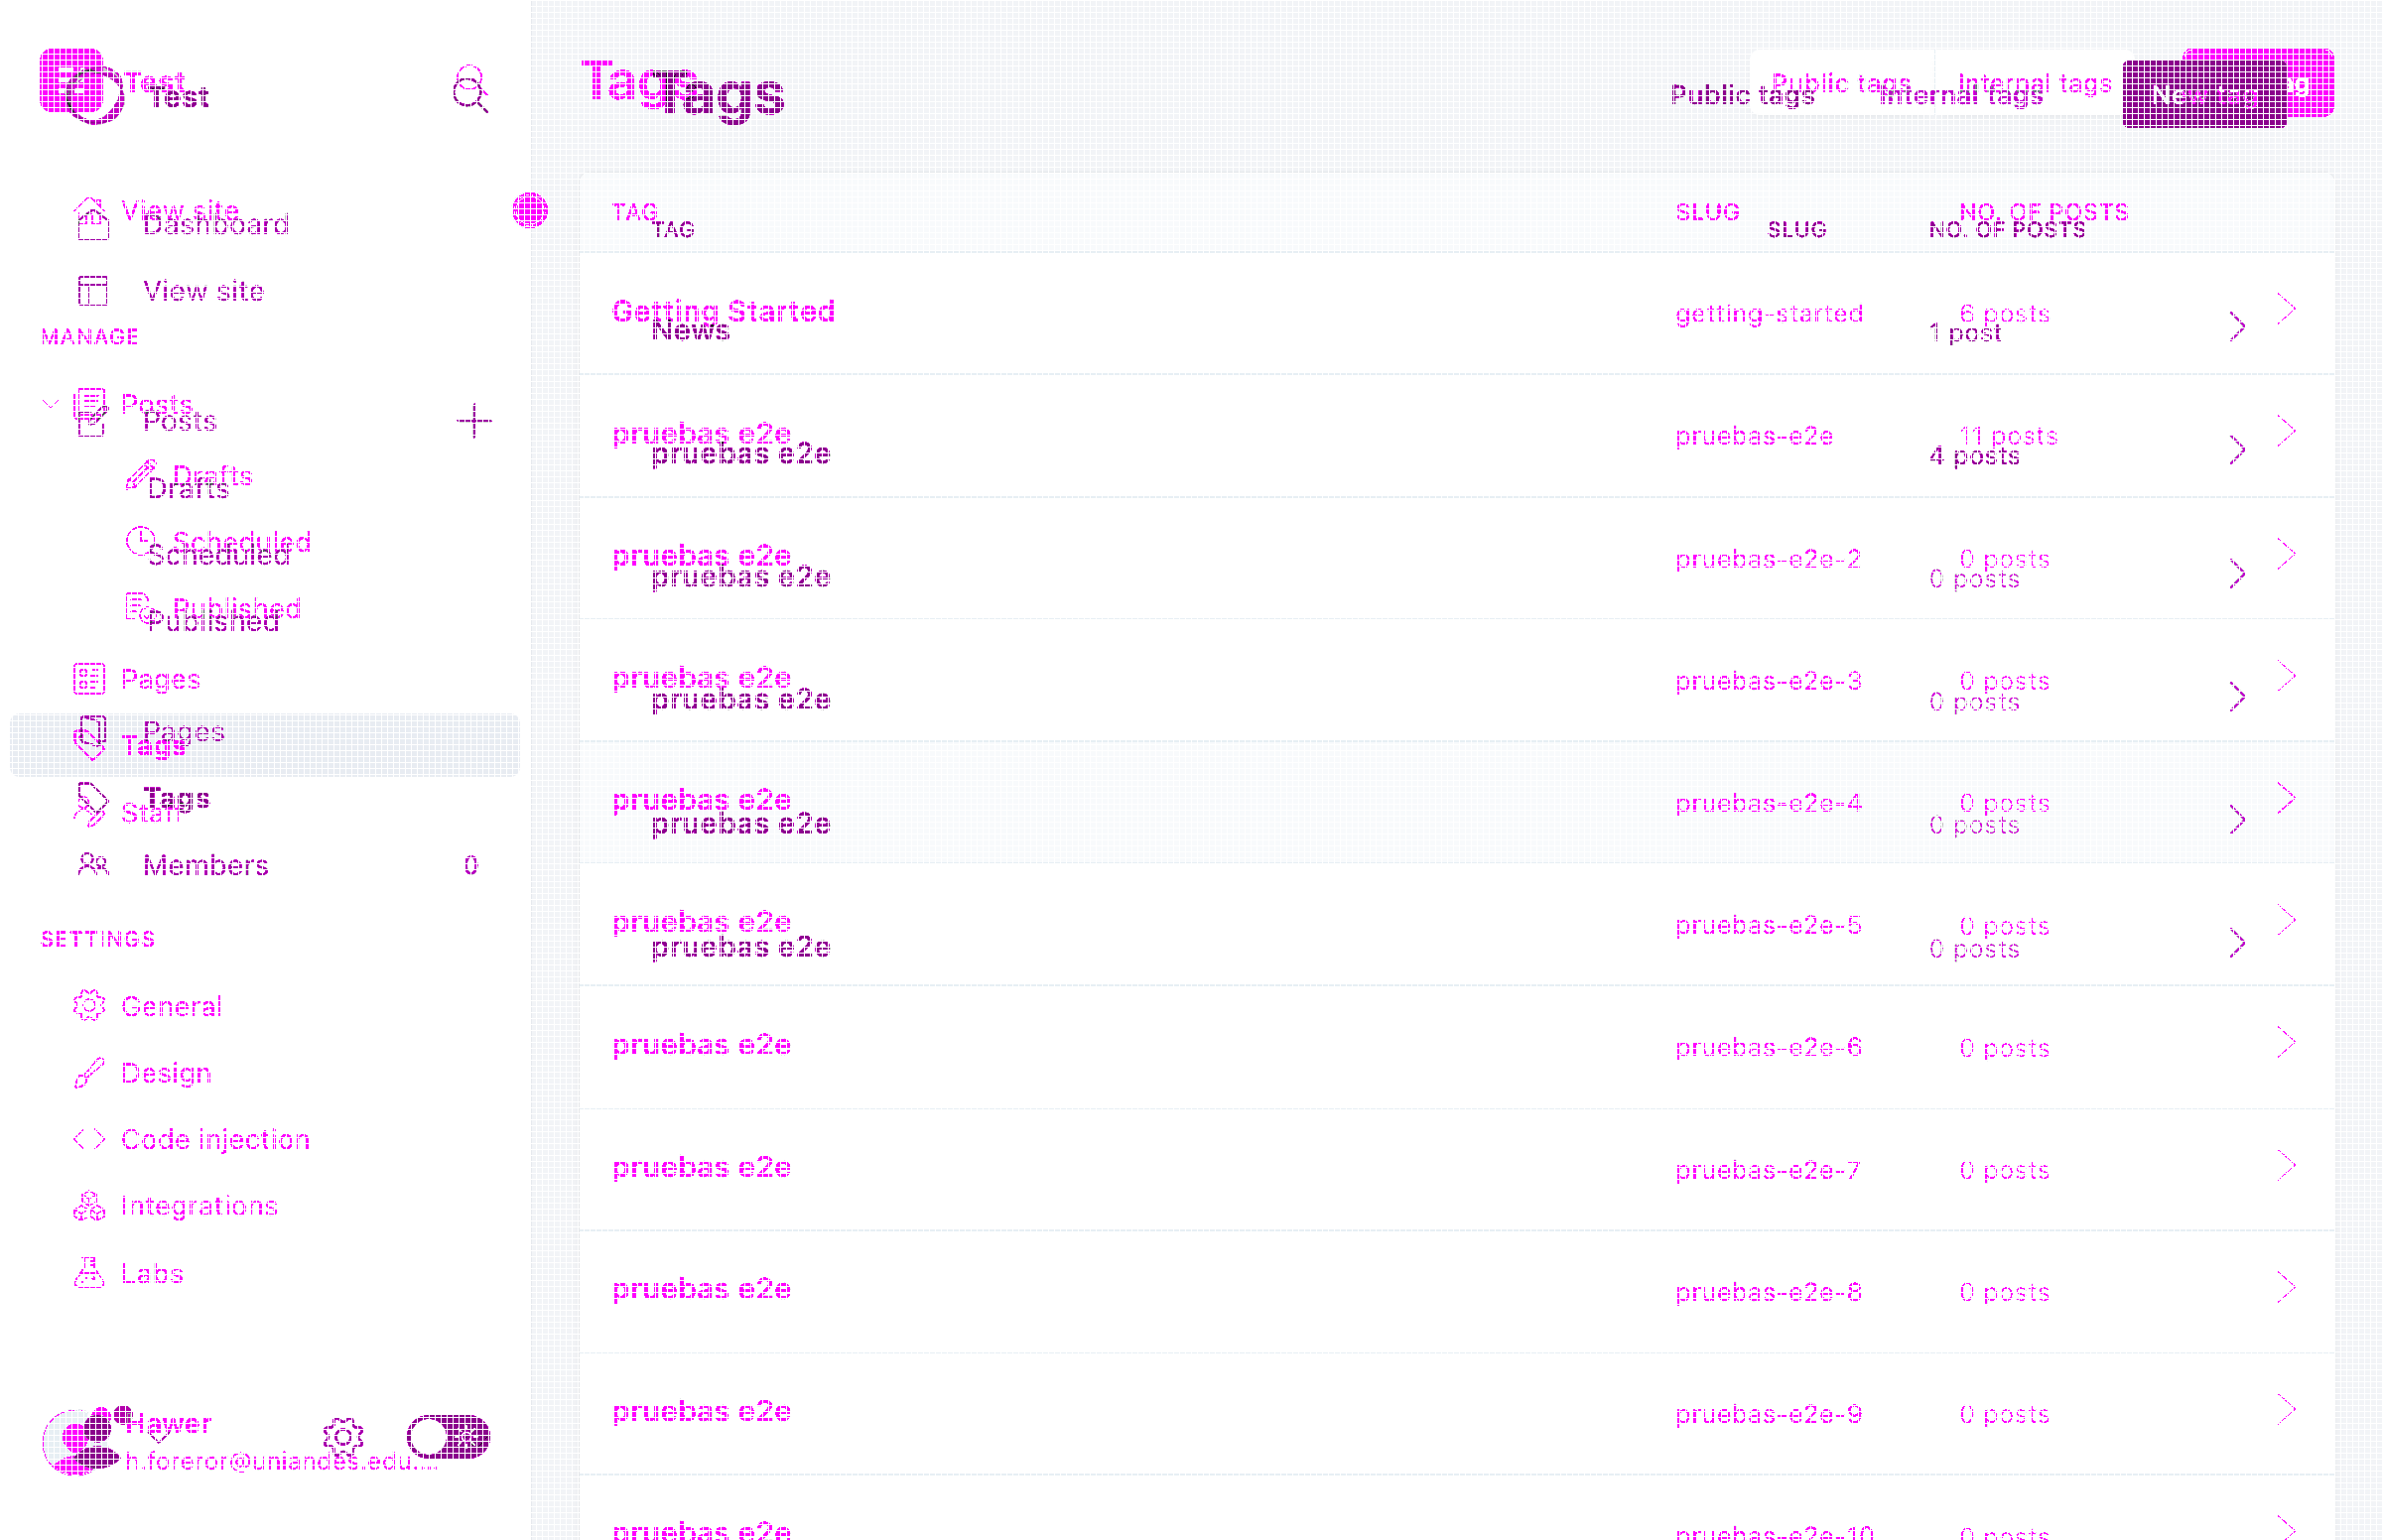 Test
Test
View site
Dashboard
View site
MANAGE
Posts
Posts
Drafts
Drafts
Scheduled
Scheduled
Published
Published
Pages
Pages
Tags
Tags
Staff
Members 0
SETTINGS
General
Design
Code injection
Integrations
Labs
Hawer
h.foreror@uniandes.edu....
Tags
Tags
Public tags Internal tags
Public tags Internal tags New tag
TAG SLUG NO. OF POSTS
TAG SLUG NO. OF POSTS
Getting Started getting-started 6 posts
News 1 post
pruebas e2e pruebas-e2e 11 posts
pruebas e2e 4 posts
pruebas e2e pruebas-e2e-2 0 posts
pruebas e2e 0 posts
pruebas e2e pruebas-e2e-3 0 posts
pruebas e2e 0 posts
pruebas e2e pruebas-e2e-4 0 posts
pruebas e2e 0 posts
pruebas e2e pruebas-e2e-5 0 posts
pruebas e2e 0 posts
pruebas e2e pruebas-e2e-6 0 posts
pruebas e2e pruebas-e2e-7 0 posts
pruebas e2e pruebas-e2e-8 0 posts
pruebas e2e pruebas-e2e-9 0 posts
pruebas e2e pruebas-e2e-10 0 posts